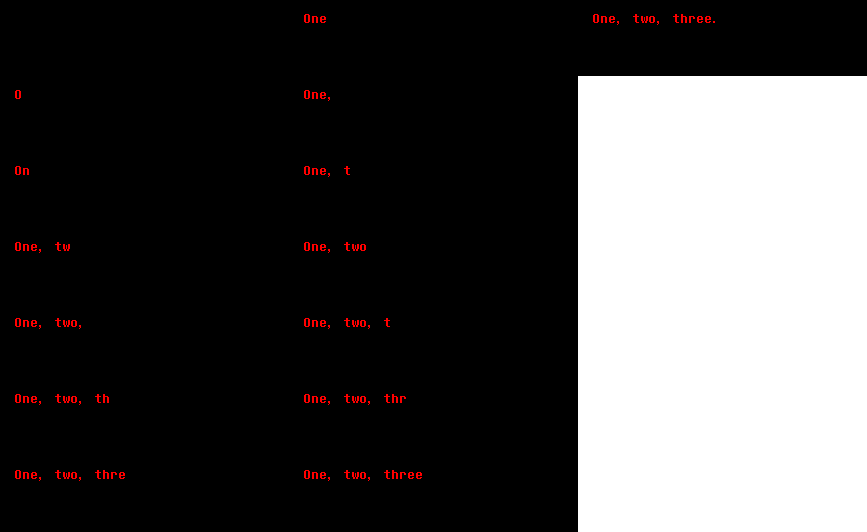 One
One, two, three.
O
One,
On
One, t
One, tw
One, two
One, two,
One, two, t
One, two, th
One, two, thr
One, two, thre
One, two, three